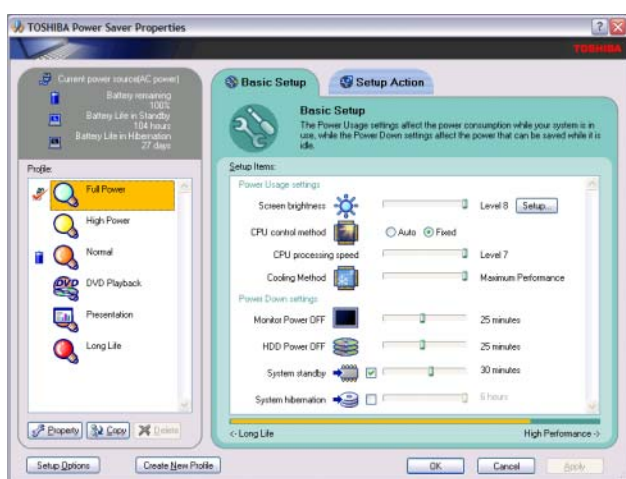 TOSHIBA Power Saver Properties
TOSHIBA
Current power source(AC power)
Battery remaining
100%
Battery Life in Standby
104 hours
Battery Life in Hibernation
27 days
Profile:
Full Power
High Power
Normal
DVD Playback
Presentation
Long Life
Property
Copy
Delete
Setup Options
Create New Profile
Basic Setup
Setup Action
Basic Setup
The Power Usage settings affect the power consumption while your system is in
use, while the Power Down settings affect the power that can be saved while it is
idle.
Setup Items:
Power Usage settings
Screen brightness Level 8 Setup...
CPU control method Auto Fixed
CPU processing speed Level 7
Cooling Method Maximum Performance
Power Down settings
Monitor Power OFF 25 minutes
HDD Power OFF 25 minutes
System standby 30 minutes
System hibernation 6 hours
<- Long Life High Performance ->
OK Cancel Apply